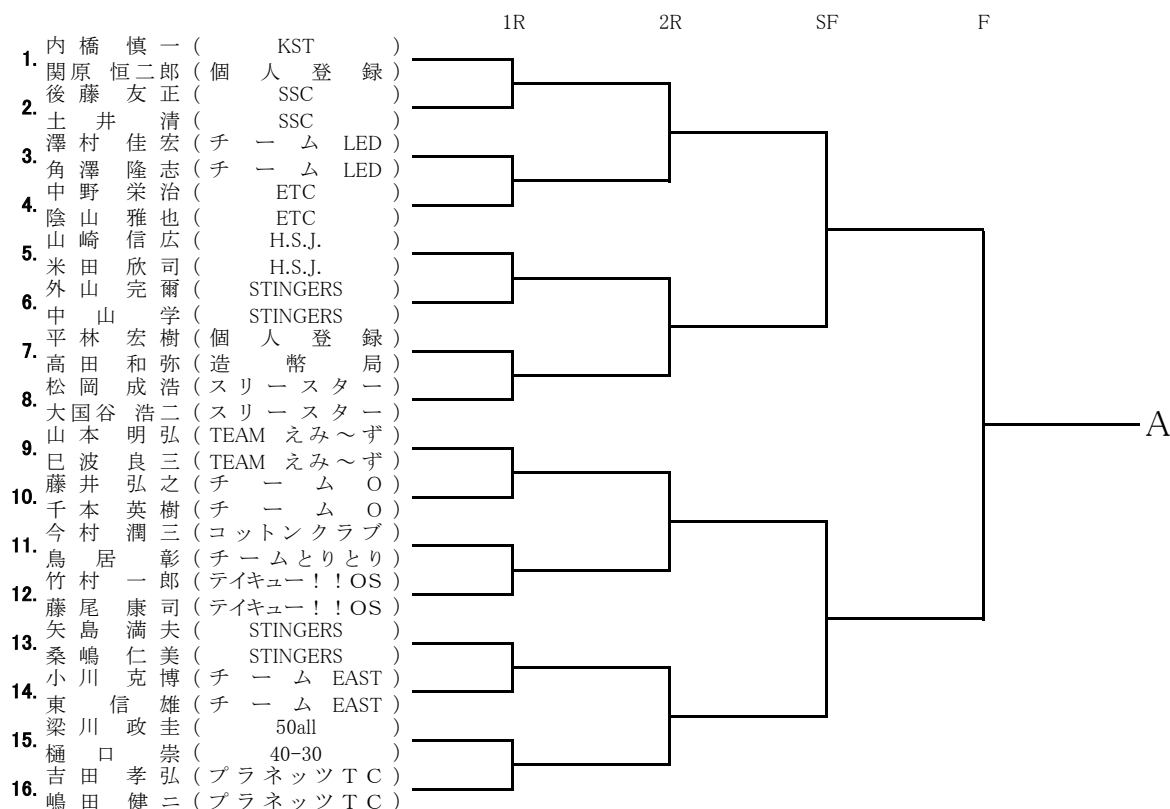 1R 2R SF F
内橋 慎一 ( KST )
1.
関原 恒二郎 ( 個人登録 )
後藤 友正 ( SSC )
2.
土井 清 ( SSC )
澤村 佳宏 ( チーム LED )
3.
角澤 隆志 ( チーム LED )
中野 栄治 ( ETC )
4.
陰山 雅也 ( ETC )
山崎 信広 ( H.S.J. )
5.
米田 欣司 ( H.S.J. )
外山 完爾 ( STINGERS )
6.
中山 学 ( STINGERS )
平林 宏樹 ( 個人登録 )
7.
高田 和弥 ( 造幣局 )
松岡 成浩 ( スリースター )
8.
大国谷 浩二 ( スリースター )
山本 明弘 ( TEAM えみ～ず )
9.
巳波 良三 ( TEAM えみ～ず )
藤井 弘之 ( チーム O )
10.
千本 英樹 ( チーム O )
今村 潤三 ( コットンクラブ )
11.
鳥居 彰 ( チームとりとり )
竹村 一郎 ( テイキュー！！OS )
12.
藤尾 康司 ( テイキュー！！OS )
矢島 満夫 ( STINGERS )
13.
桑嶋 仁美 ( STINGERS )
小川 克博 ( チーム EAST )
14.
東 信雄 ( チーム EAST )
梁川 政圭 ( 50all )
15.
樋口 崇 ( 40-30 )
吉田 孝弘 ( プラネッツTC )
16.
嶋田 健ニ ( プラネッツTC )
A